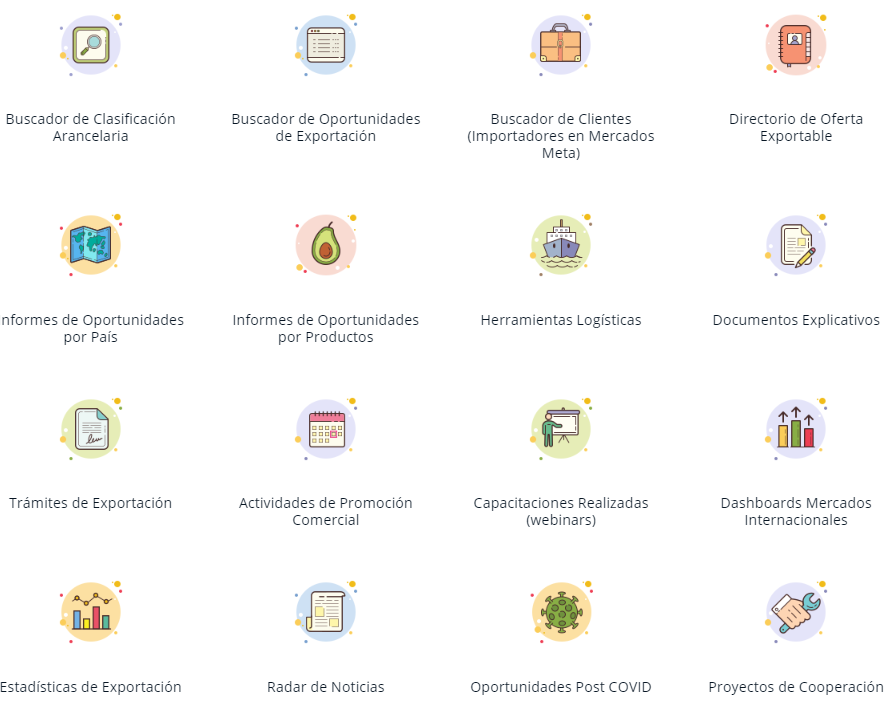 Buscador de Clasificación
Arancelaria
Buscador de Oportunidades
de Exportación
Buscador de Clientes
(Importadores en Mercados
Meta)
Directorio de Oferta
Exportable
nformes de Oportunidades
por País
Informes de Oportunidades
por Productos
Herramientas Logísticas
Documentos Explicativos
Trámites de Exportación
Actividades de Promoción
Comercial
Capacitaciones Realizadas
(webinars)
Dashboards Mercados
Internacionales
Estadísticas de Exportación
Radar de Noticias
Oportunidades Post COVID
Proyectos de Cooperación